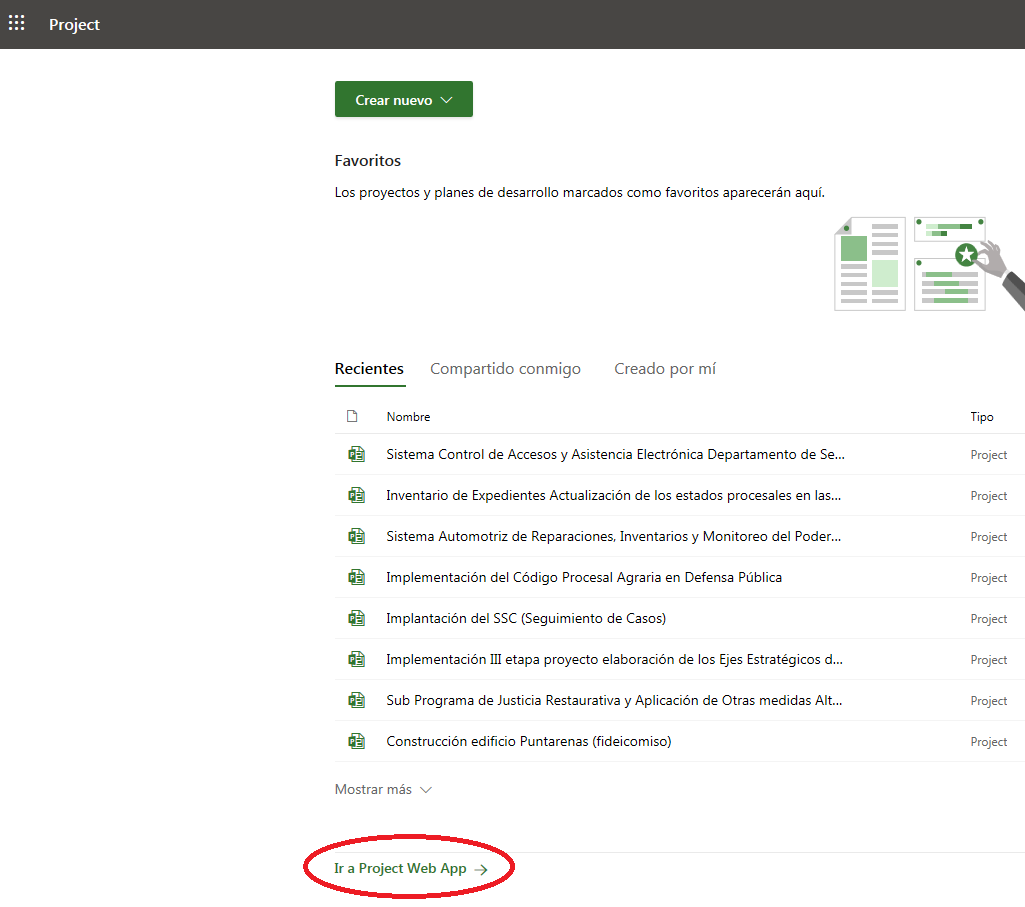 Project
Crear nuevo
Favoritos
Los proyectos y planes de desarrollo marcados como favoritos aparecerán aquí.
Recientes Compartido conmigo Creado por mí
Nombre Tipo
Sistema Control de Accesos y Asistencia Electrónica Departamento de Se... Project
Inventario de Expedientes Actualización de los estados procesales en las... Project
Sistema Automotriz de Reparaciones, Inventarios y Monitoreo del Poder... Project
Implementación del Código Procesal Agraria en Defensa Pública Project
Implantación del SSC (Seguimiento de Casos) Project
Implementación III etapa proyecto elaboración de los Ejes Estratégicos d... Project
Sub Programa de Justicia Restaurativa y Aplicación de Otras medidas Alt... Project
Construcción edificio Puntarenas (fideicomiso) Project
Mostrar más
Ir a Project Web App →